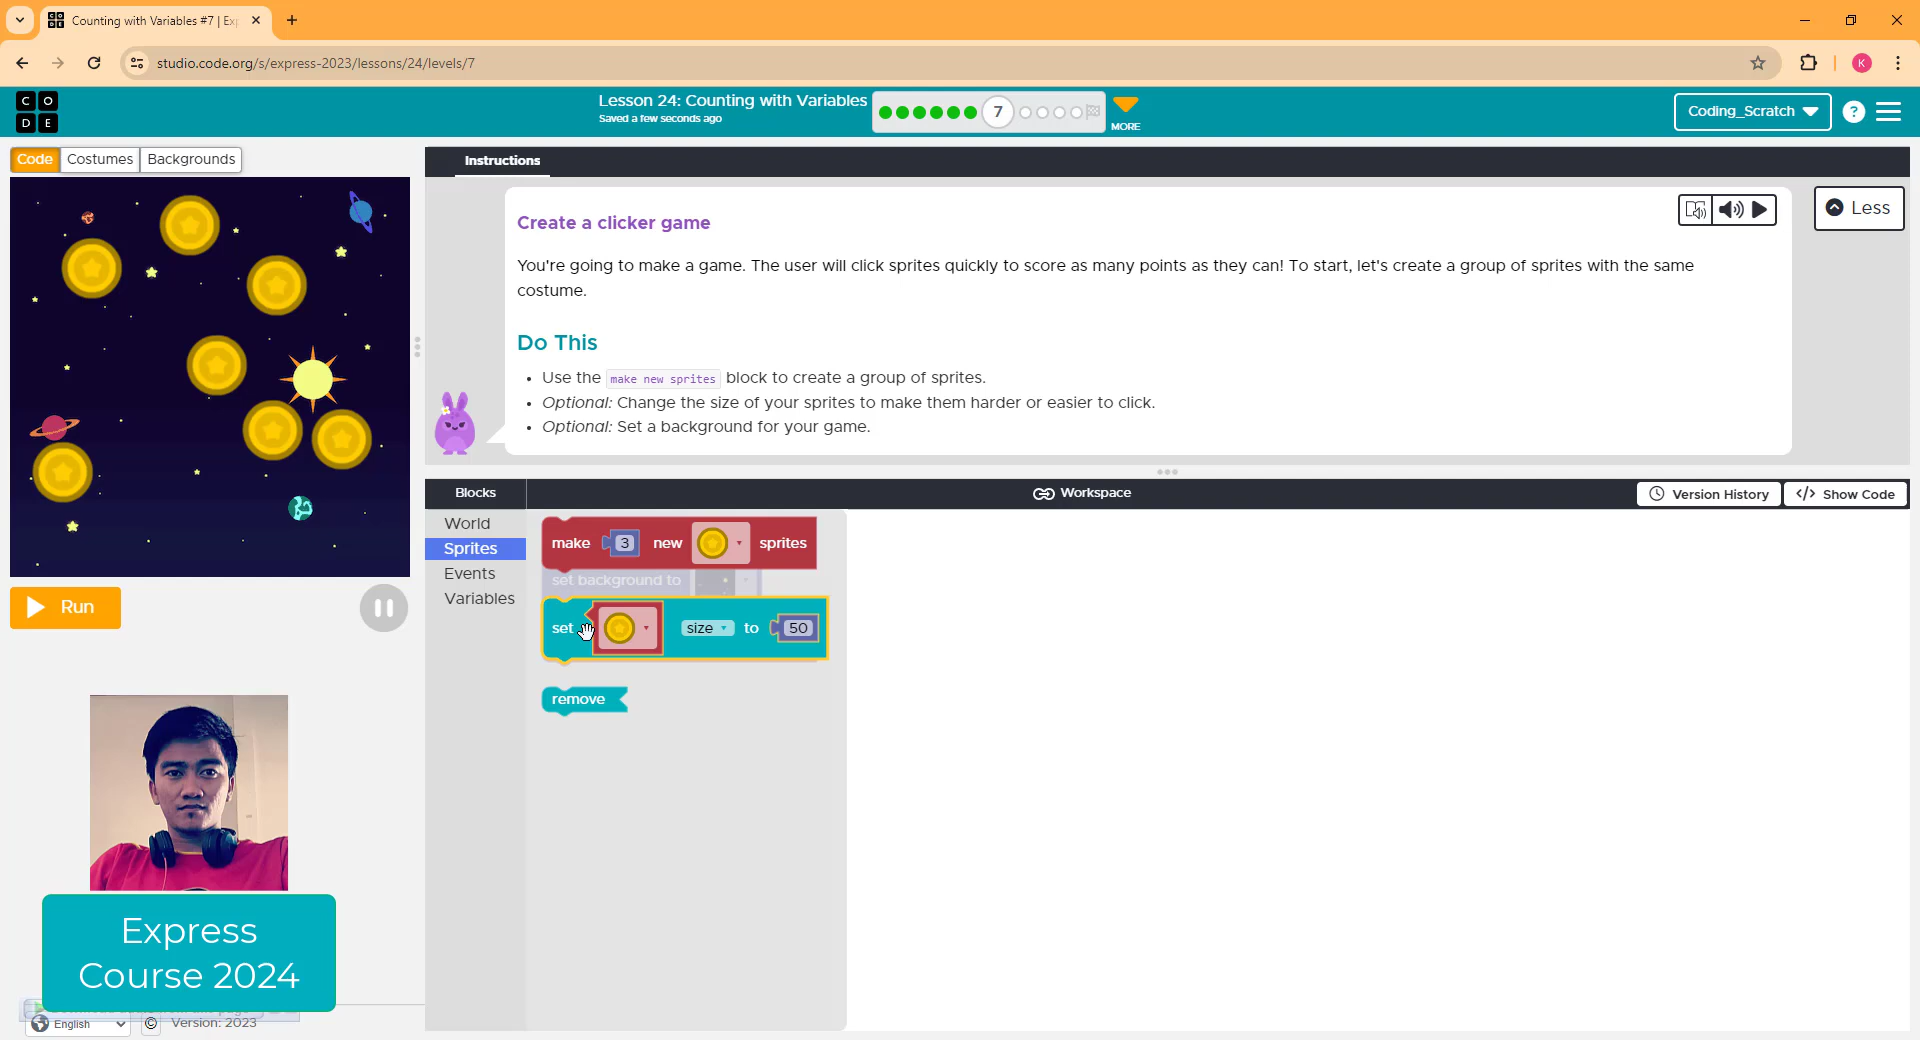 Counting with Variables #7 | Ex
studio.code.org/s/express-2023/lessons/24/levels/7
K
C O
D E
Lesson 24: Counting with Variables
Saved a few seconds ago
7
MORE
Coding_Scratch
?
Code
Costumes
Backgrounds
Instructions
Create a clicker game
Less
You're going to make a game. The user will click sprites quickly to score as many points as they can! To start, let's create a group of sprites with the same
costume.
Do This
• Use the make new sprites block to create a group of sprites.
• Optional: Change the size of your sprites to make them harder or easier to click.
• Optional: Set a background for your game.
Blocks
Workspace
Version History
</> Show Code
World
Sprites
Events
Variables
make 3 new sprites
set background to
set size to 50
remove
Run
Express
Course 2024
English
© Version: 2023